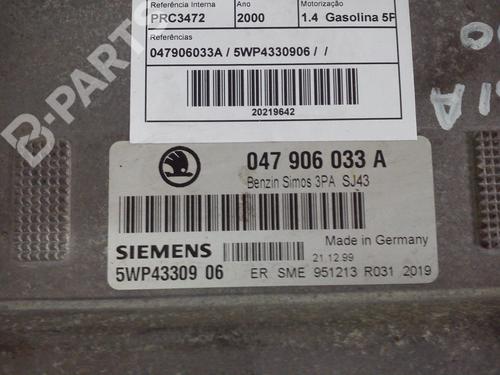 Referência Interna Ano Motorização
PRC3472 2000 1.4 Gasolina 5P
Referências
047906033A / 5WP4330906 / /
20219642
B-PARTS
047 906 033 A
Benzin Simos 3PA SJ43
SIEMENS
21.12.99
Made in Germany
5WP43309 06
ER SME 951213 R031 2019